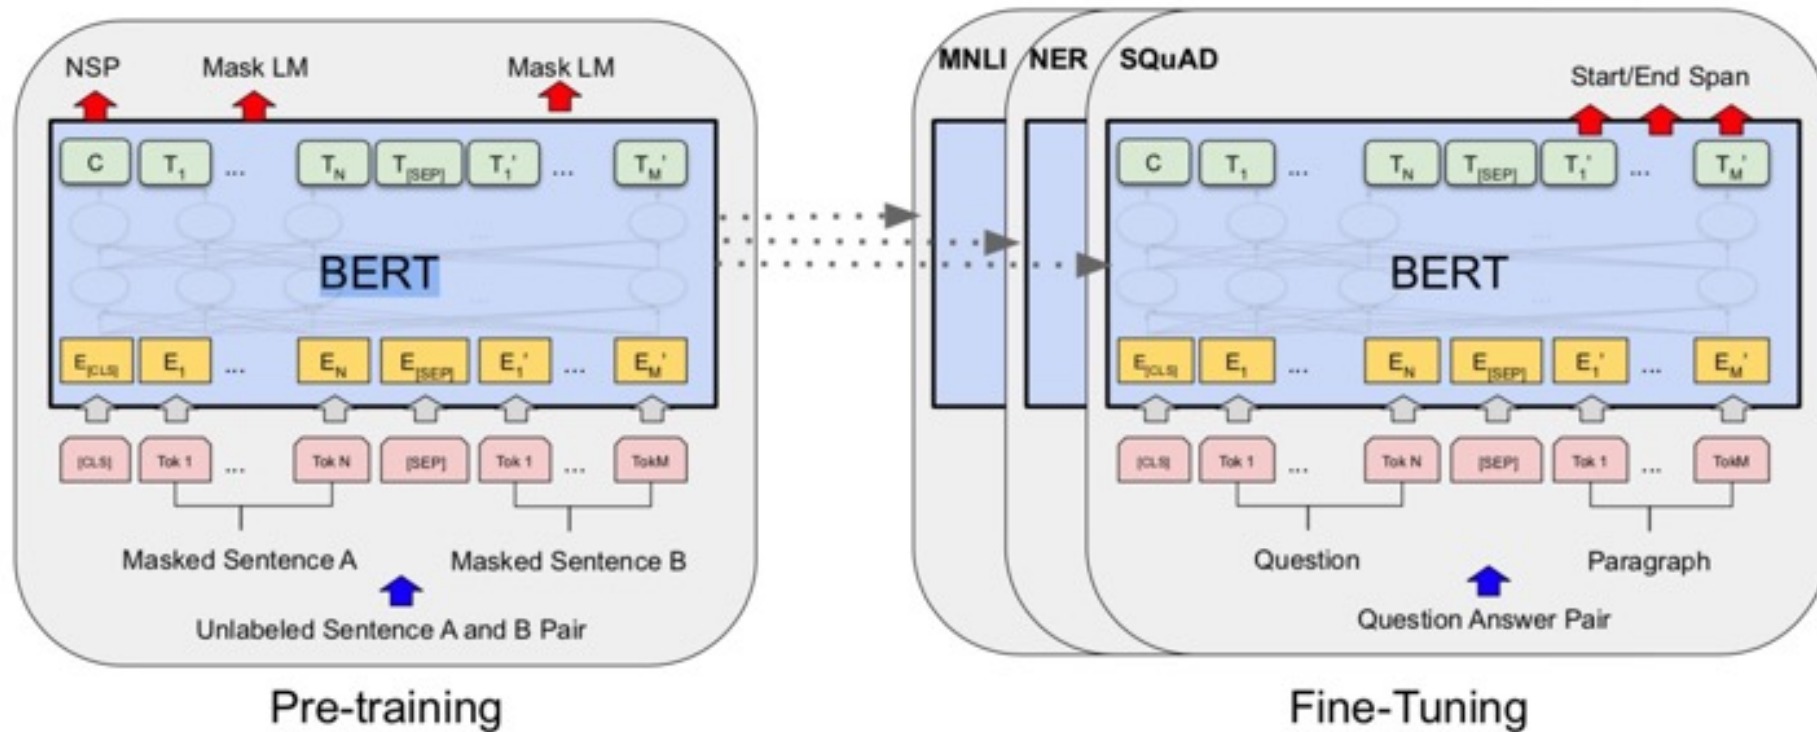 NSP Mask LM Mask LM
C T1 ... TN T[SEP] T1' ... TM'
BERT
E[CLS] E1 ... EN E[SEP] E1' ... EM'
[CLS] Tok 1 ... Tok N [SEP] Tok 1 ... TokM
Masked Sentence A Masked Sentence B
Unlabeled Sentence A and B Pair
Pre-training
MNLI NER SQuAD
Start/End Span
C T1 ... TN T[SEP] T1' ... TM'
BERT
E[CLS] E1 ... EN E[SEP] E1' ... EM'
[CLS] Tok 1 ... Tok N [SEP] Tok 1 ... TokM
Question Paragraph
Question Answer Pair
Fine-Tuning